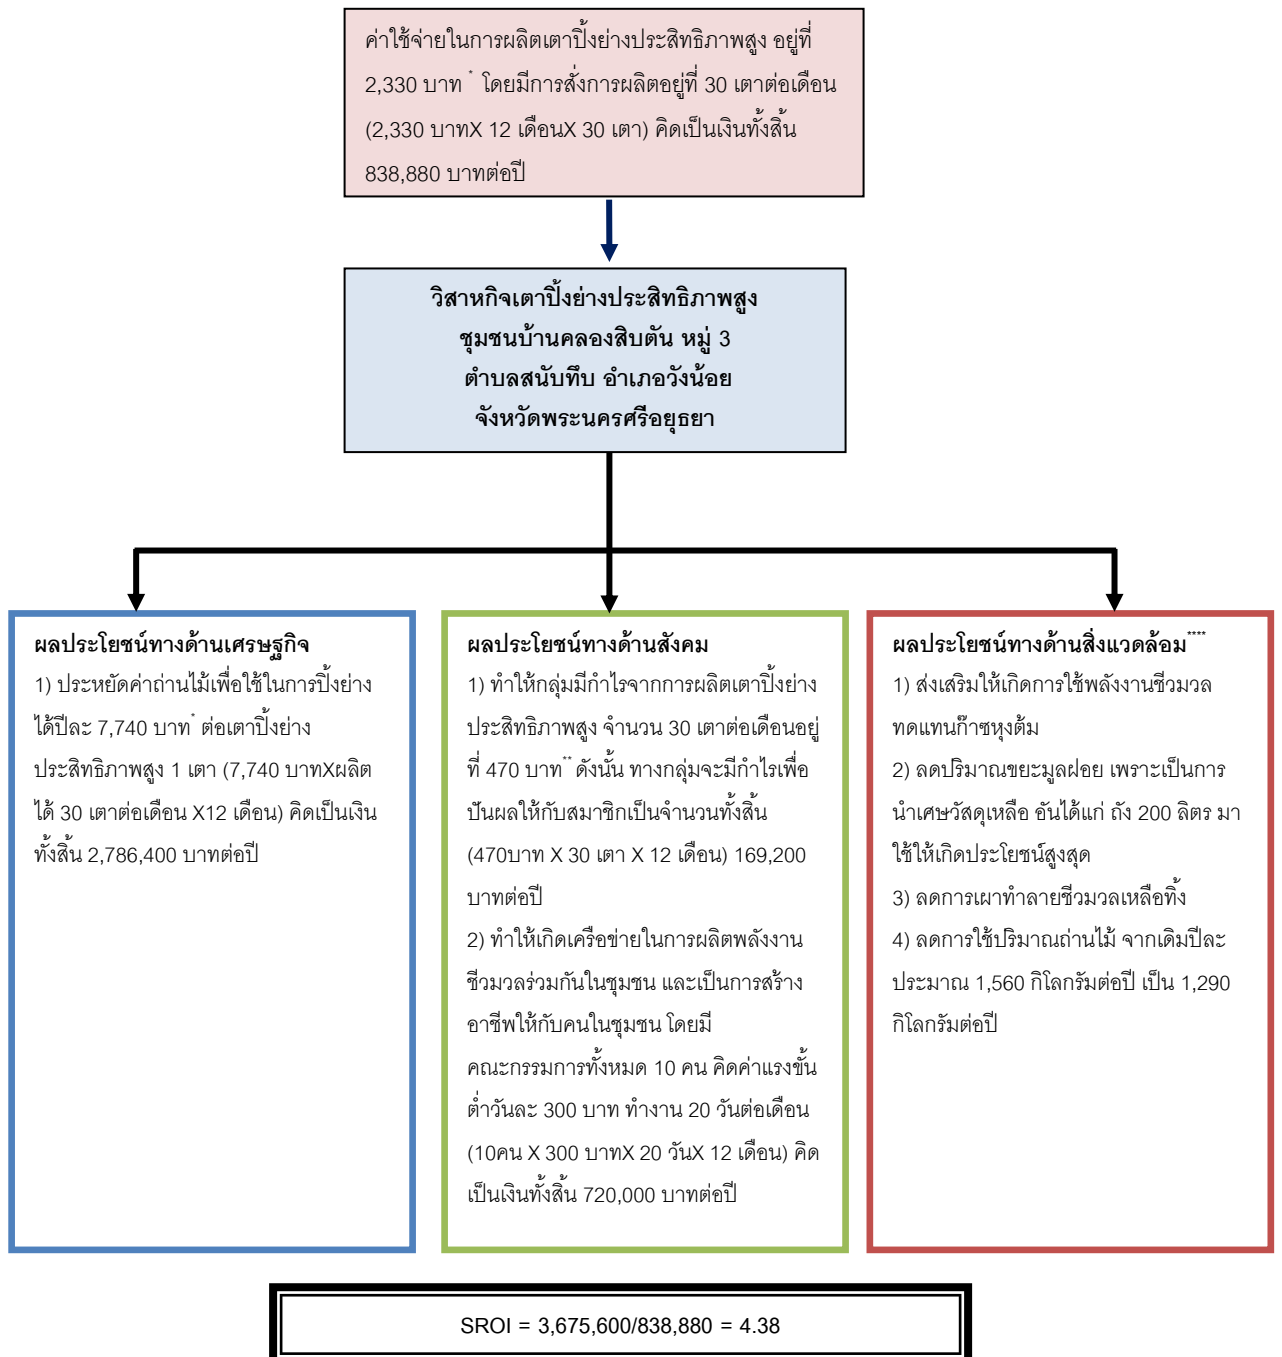 ค่าใช้จ่ายในการผลิตเตาปิ้งย่างประสิทธิภาพสูง อยู่ที่
2,330 บาท * โดยมีการสั่งการผลิตอยู่ที่ 30 เตาต่อเดือน
(2,330 บาทX 12 เดือนX 30 เตา) คิดเป็นเงินทั้งสิ้น
838,880 บาทต่อปี
วิสาหกิจเตาปิ้งย่างประสิทธิภาพสูง
ชุมชนบ้านคลองสิบตัน หมู่ 3
ตำบลสนับทึบ อำเภอวังน้อย
จังหวัดพระนครศรีอยุธยา
ผลประโยชน์ทางด้านเศรษฐกิจ
1) ประหยัดค่าถ่านไม้เพื่อใช้ในการปิ้งย่าง
ได้ปีละ 7,740 บาท* ต่อเตาปิ้งย่าง
ประสิทธิภาพสูง 1 เตา (7,740 บาทXผลิต
ได้ 30 เตาต่อเดือน X12 เดือน) คิดเป็นเงิน
ทั้งสิ้น 2,786,400 บาทต่อปี
ผลประโยชน์ทางด้านสังคม
1) ทำให้กลุ่มมีกำไรจากการผลิตเตาปิ้งย่าง
ประสิทธิภาพสูง จำนวน 30 เตาต่อเดือนอยู่
ที่ 470 บาท** ดังนั้น ทางกลุ่มจะมีกำไรเพื่อ
ปันผลให้กับสมาชิกเป็นจำนวนทั้งสิ้น
(470บาท X 30 เตา X 12 เดือน) 169,200
บาทต่อปี
2) ทำให้เกิดเครือข่ายในการผลิตพลังงาน
ชีวมวลร่วมกันในชุมชน และเป็นการสร้าง
อาชีพให้กับคนในชุมชน โดยมี
คณะกรรมการทั้งหมด 10 คน คิดค่าแรงขั้น
ต่ำวันละ 300 บาท ทำงาน 20 วันต่อเดือน
(10คน X 300 บาทX 20 วันX 12 เดือน) คิด
เป็นเงินทั้งสิ้น 720,000 บาทต่อปี
ผลประโยชน์ทางด้านสิ่งแวดล้อม****
1) ส่งเสริมให้เกิดการใช้พลังงานชีวมวล
ทดแทนก๊าซหุงต้ม
2) ลดปริมาณขยะมูลฝอย เพราะเป็นการ
นำเศษวัสดุเหลือ อันได้แก่ ถัง 200 ลิตร มา
ใช้ให้เกิดประโยชน์สูงสุด
3) ลดการเผาทำลายชีวมวลเหลือทิ้ง
4) ลดการใช้ปริมาณถ่านไม้ จากเดิมปีละ
ประมาณ 1,560 กิโลกรัมต่อปี เป็น 1,290
กิโลกรัมต่อปี
SROI = 3,675,600/838,880 = 4.38